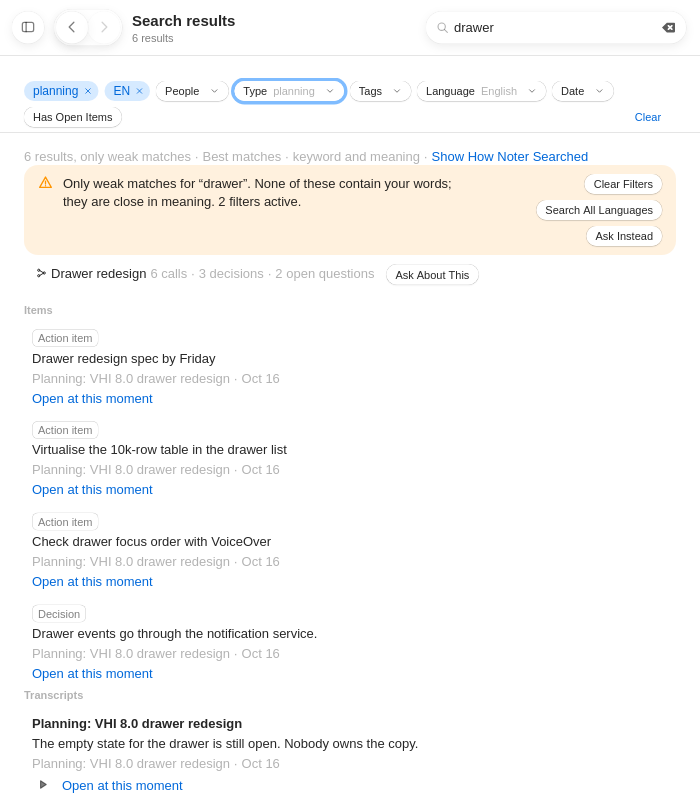 Search results
6 results
drawer
planning
EN
People
Type planning
Tags
Language English
Date
Has Open Items
Clear
6 results, only weak matches · Best matches · keyword and meaning · Show How Noter Searched
Only weak matches for “drawer”. None of these contain your words;
they are close in meaning. 2 filters active.
Clear Filters
Search All Languages
Ask Instead
Drawer redesign 6 calls · 3 decisions · 2 open questions
Ask About This
Items
Action item
Drawer redesign spec by Friday
Planning: VHI 8.0 drawer redesign · Oct 16
Open at this moment
Action item
Virtualise the 10k-row table in the drawer list
Planning: VHI 8.0 drawer redesign · Oct 16
Open at this moment
Action item
Check drawer focus order with VoiceOver
Planning: VHI 8.0 drawer redesign · Oct 16
Open at this moment
Decision
Drawer events go through the notification service.
Planning: VHI 8.0 drawer redesign · Oct 16
Open at this moment
Transcripts
Planning: VHI 8.0 drawer redesign
The empty state for the drawer is still open. Nobody owns the copy.
Planning: VHI 8.0 drawer redesign · Oct 16
Open at this moment